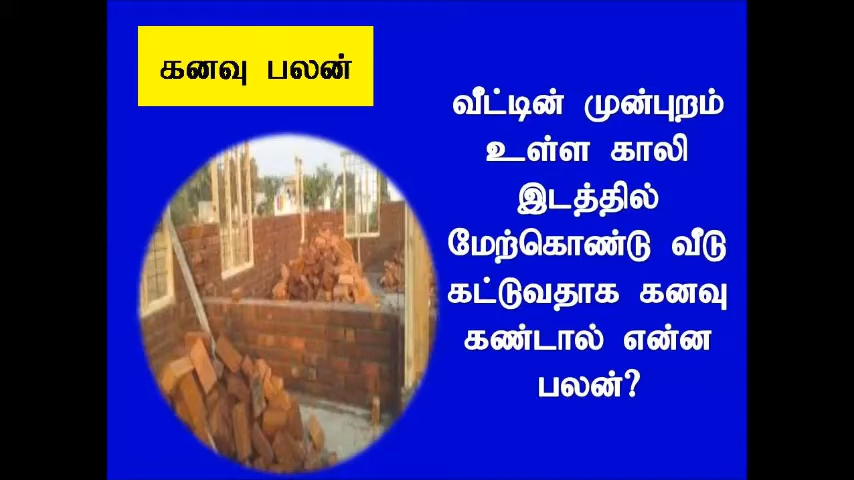 கனவு பலன்
வீட்டின் முன்புறம்
உள்ள காலி
இடத்தில்
மேற்கொண்டு வீடு
கட்டுவதாக கனவு
கண்டால் என்ன
பலன்?